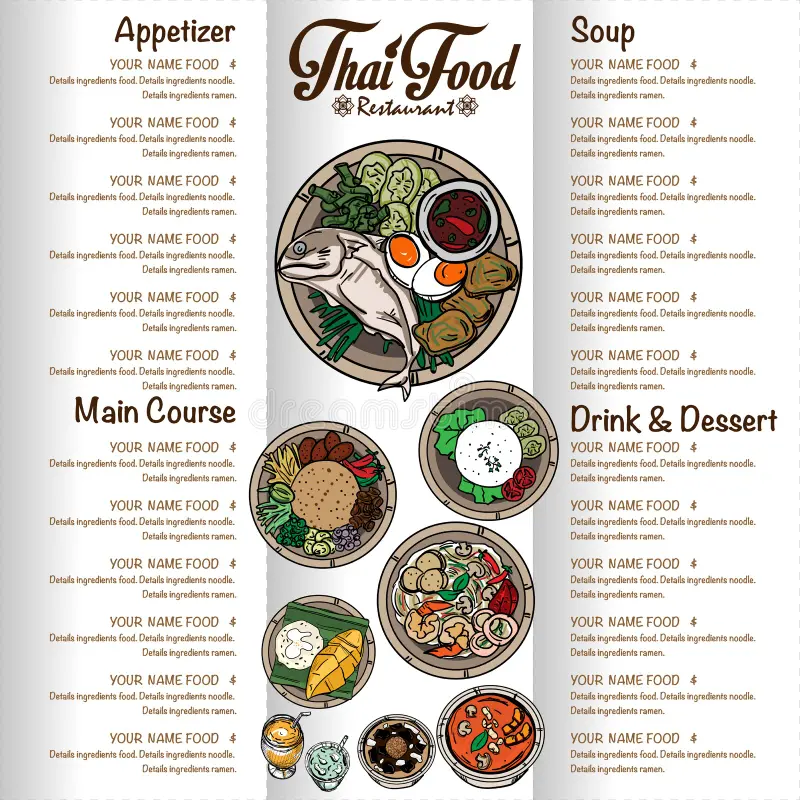 Appetizer
YOUR NAME FOOD $
Details ingredients food. Details ingredients noodle.
Details ingredients ramen.
YOUR NAME FOOD $
Details ingredients food. Details ingredients noodle.
Details ingredients ramen.
YOUR NAME FOOD $
Details ingredients food. Details ingredients noodle.
Details ingredients ramen.
YOUR NAME FOOD $
Details ingredients food. Details ingredients noodle.
Details ingredients ramen.
YOUR NAME FOOD $
Details ingredients food. Details ingredients noodle.
Details ingredients ramen.
YOUR NAME FOOD $
Details ingredients food. Details ingredients noodle.
Details ingredients ramen.
Main Course
YOUR NAME FOOD $
Details ingredients food. Details ingredients noodle.
Details ingredients ramen.
YOUR NAME FOOD $
Details ingredients food. Details ingredients noodle.
Details ingredients ramen.
YOUR NAME FOOD $
Details ingredients food. Details ingredients noodle.
Details ingredients ramen.
YOUR NAME FOOD $
Details ingredients food. Details ingredients noodle.
Details ingredients ramen.
YOUR NAME FOOD $
Details ingredients food. Details ingredients noodle.
Details ingredients ramen.
YOUR NAME FOOD $
Details ingredients food. Details ingredients noodle.
Details ingredients ramen.
Thai Food
Restaurant
dreamstime.com
Soup
YOUR NAME FOOD $
Details ingredients food. Details ingredients noodle.
Details ingredients ramen.
YOUR NAME FOOD $
Details ingredients food. Details ingredients noodle.
Details ingredients ramen.
YOUR NAME FOOD $
Details ingredients food. Details ingredients noodle.
Details ingredients ramen.
YOUR NAME FOOD $
Details ingredients food. Details ingredients noodle.
Details ingredients ramen.
YOUR NAME FOOD $
Details ingredients food. Details ingredients noodle.
Details ingredients ramen.
YOUR NAME FOOD $
Details ingredients food. Details ingredients noodle.
Details ingredients ramen.
Drink & Dessert
YOUR NAME FOOD $
Details ingredients food. Details ingredients noodle.
Details ingredients ramen.
YOUR NAME FOOD $
Details ingredients food. Details ingredients noodle.
Details ingredients ramen.
YOUR NAME FOOD $
Details ingredients food. Details ingredients noodle.
Details ingredients ramen.
YOUR NAME FOOD $
Details ingredients food. Details ingredients noodle.
Details ingredients ramen.
YOUR NAME FOOD $
Details ingredients food. Details ingredients noodle.
Details ingredients ramen.
YOUR NAME FOOD $
Details ingredients food. Details ingredients noodle.
Details ingredients ramen.